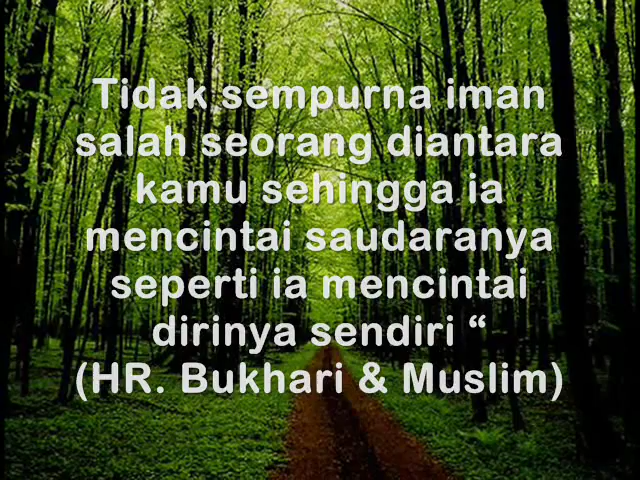 Tidak sempurna iman
salah seorang diantara
kamu sehingga ia
mencintai saudaranya
seperti ia mencintai
dirinya sendiri “
(HR. Bukhari & Muslim)